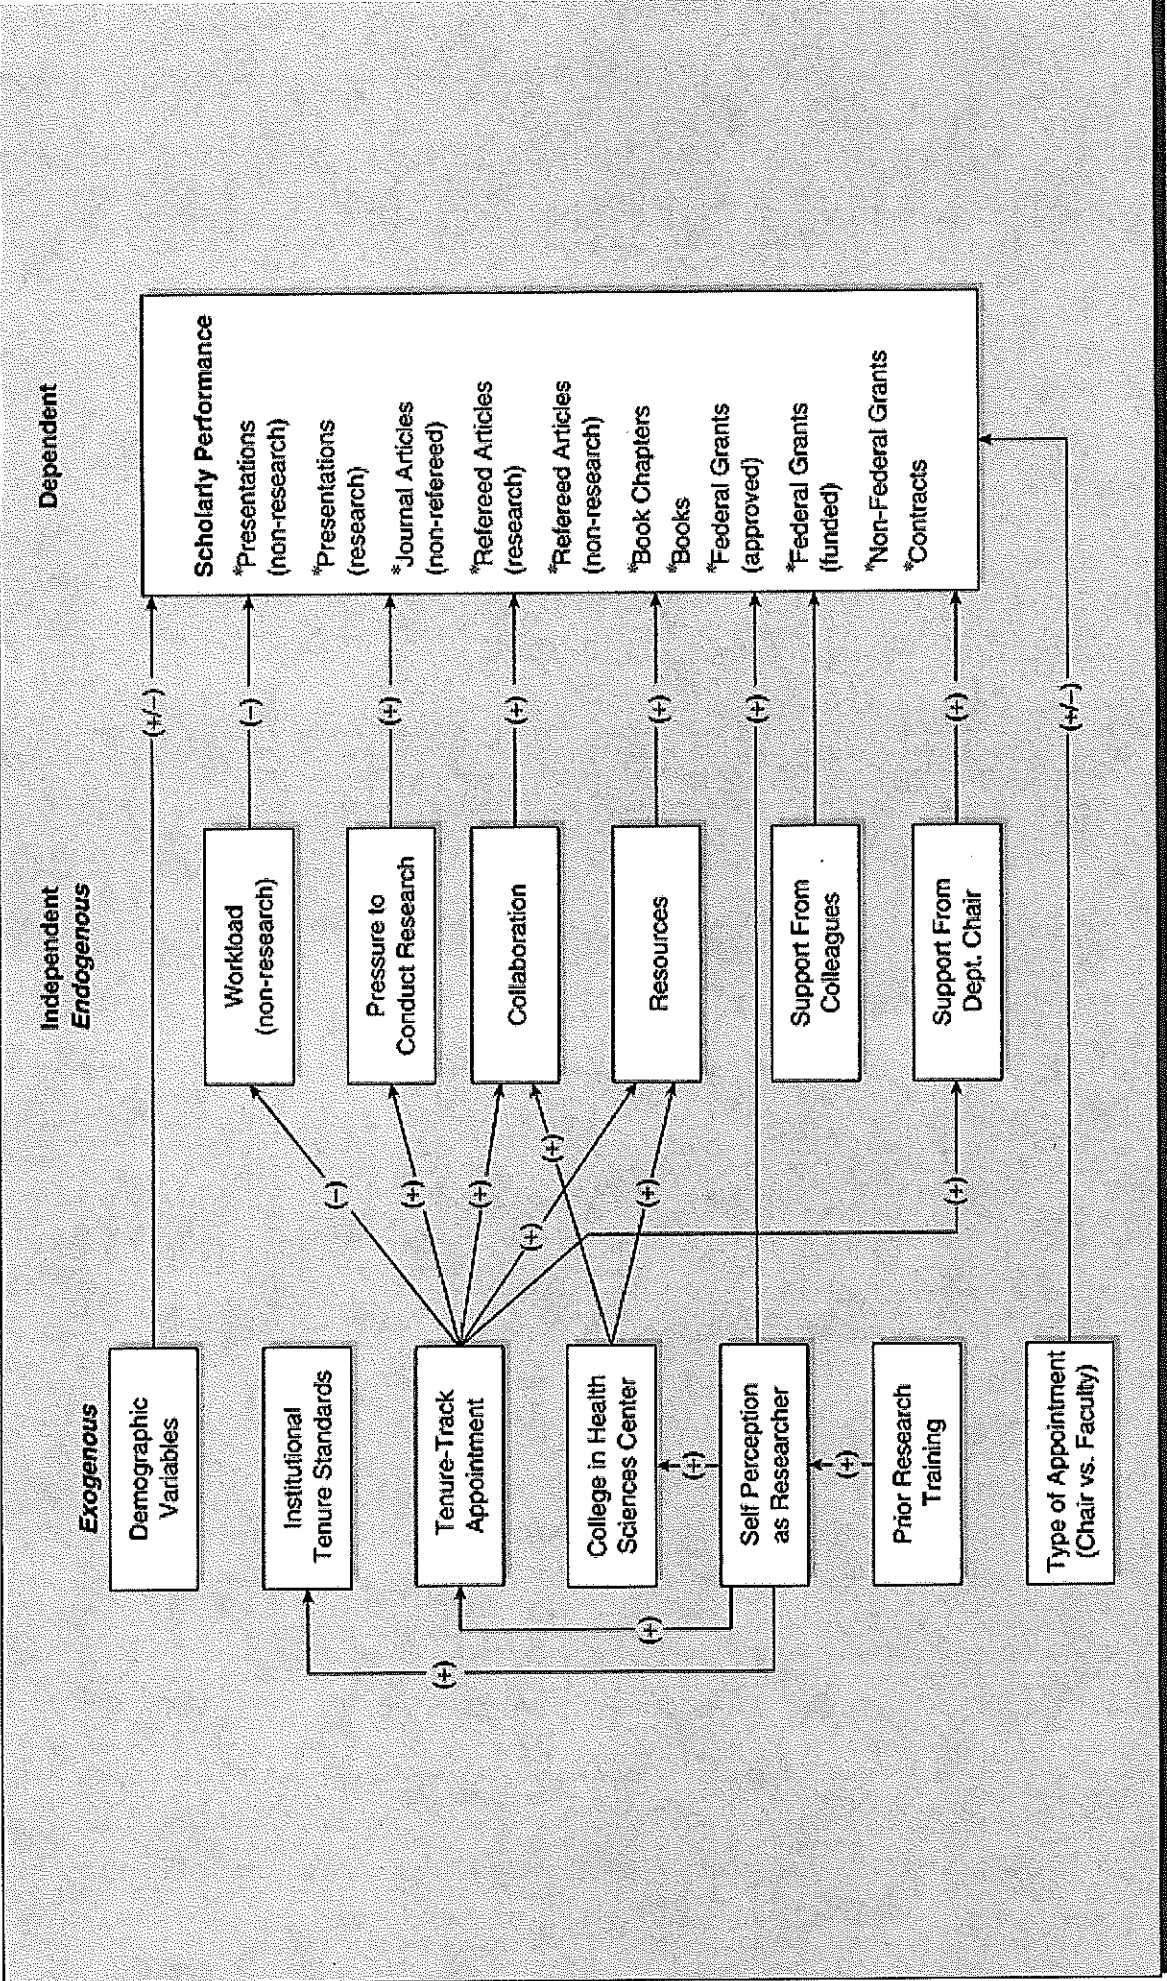 Exogenous
Independent
Endogenous
Dependent
Demographic
Variables
Institutional
Tenure Standards
Tenure-Track
Appointment
College in Health
Sciences Center
Self Perception
as Researcher
Prior Research
Training
Type of Appointment
(Chair vs. Faculty)
(+)
(+)
(+)
(+)
(–)
(+)
(+)
(+)
(+)
(+)
(+)
Workload
(non-research)
Pressure to
Conduct Research
Collaboration
Resources
Support From
Colleagues
Support From
Dept. Chair
(+/–)
(–)
(+)
(+)
(+)
(+)
(+)
(+/–)
Scholarly Performance
*Presentations
(non-research)
*Presentations
(research)
*Journal Articles
(non-refereed)
*Refereed Articles
(research)
*Refereed Articles
(non-research)
*Book Chapters
*Books
*Federal Grants
(approved)
*Federal Grants
(funded)
*Non-Federal Grants
*Contracts